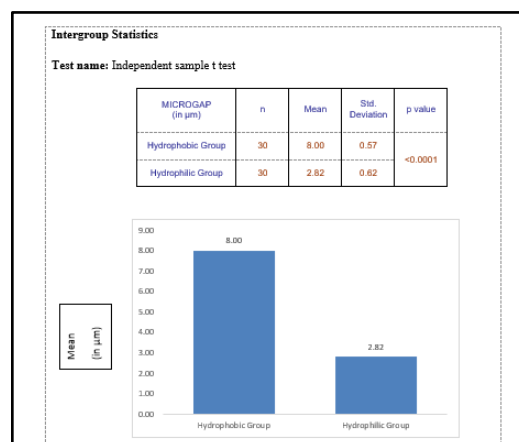 Intergroup Statistics
Test name: Independent sample t test
MICROGAP (in µm) n Mean Std. Deviation p value
Hydrophobic Group 30 8.00 0.57 <0.0001
Hydrophilic Group 30 2.82 0.62
9.00
8.00
7.00
6.00
5.00
4.00
3.00
2.00
1.00
0.00
8.00
2.82
Mean
(in µm)
Hydrophobic Group Hydrophillic Group